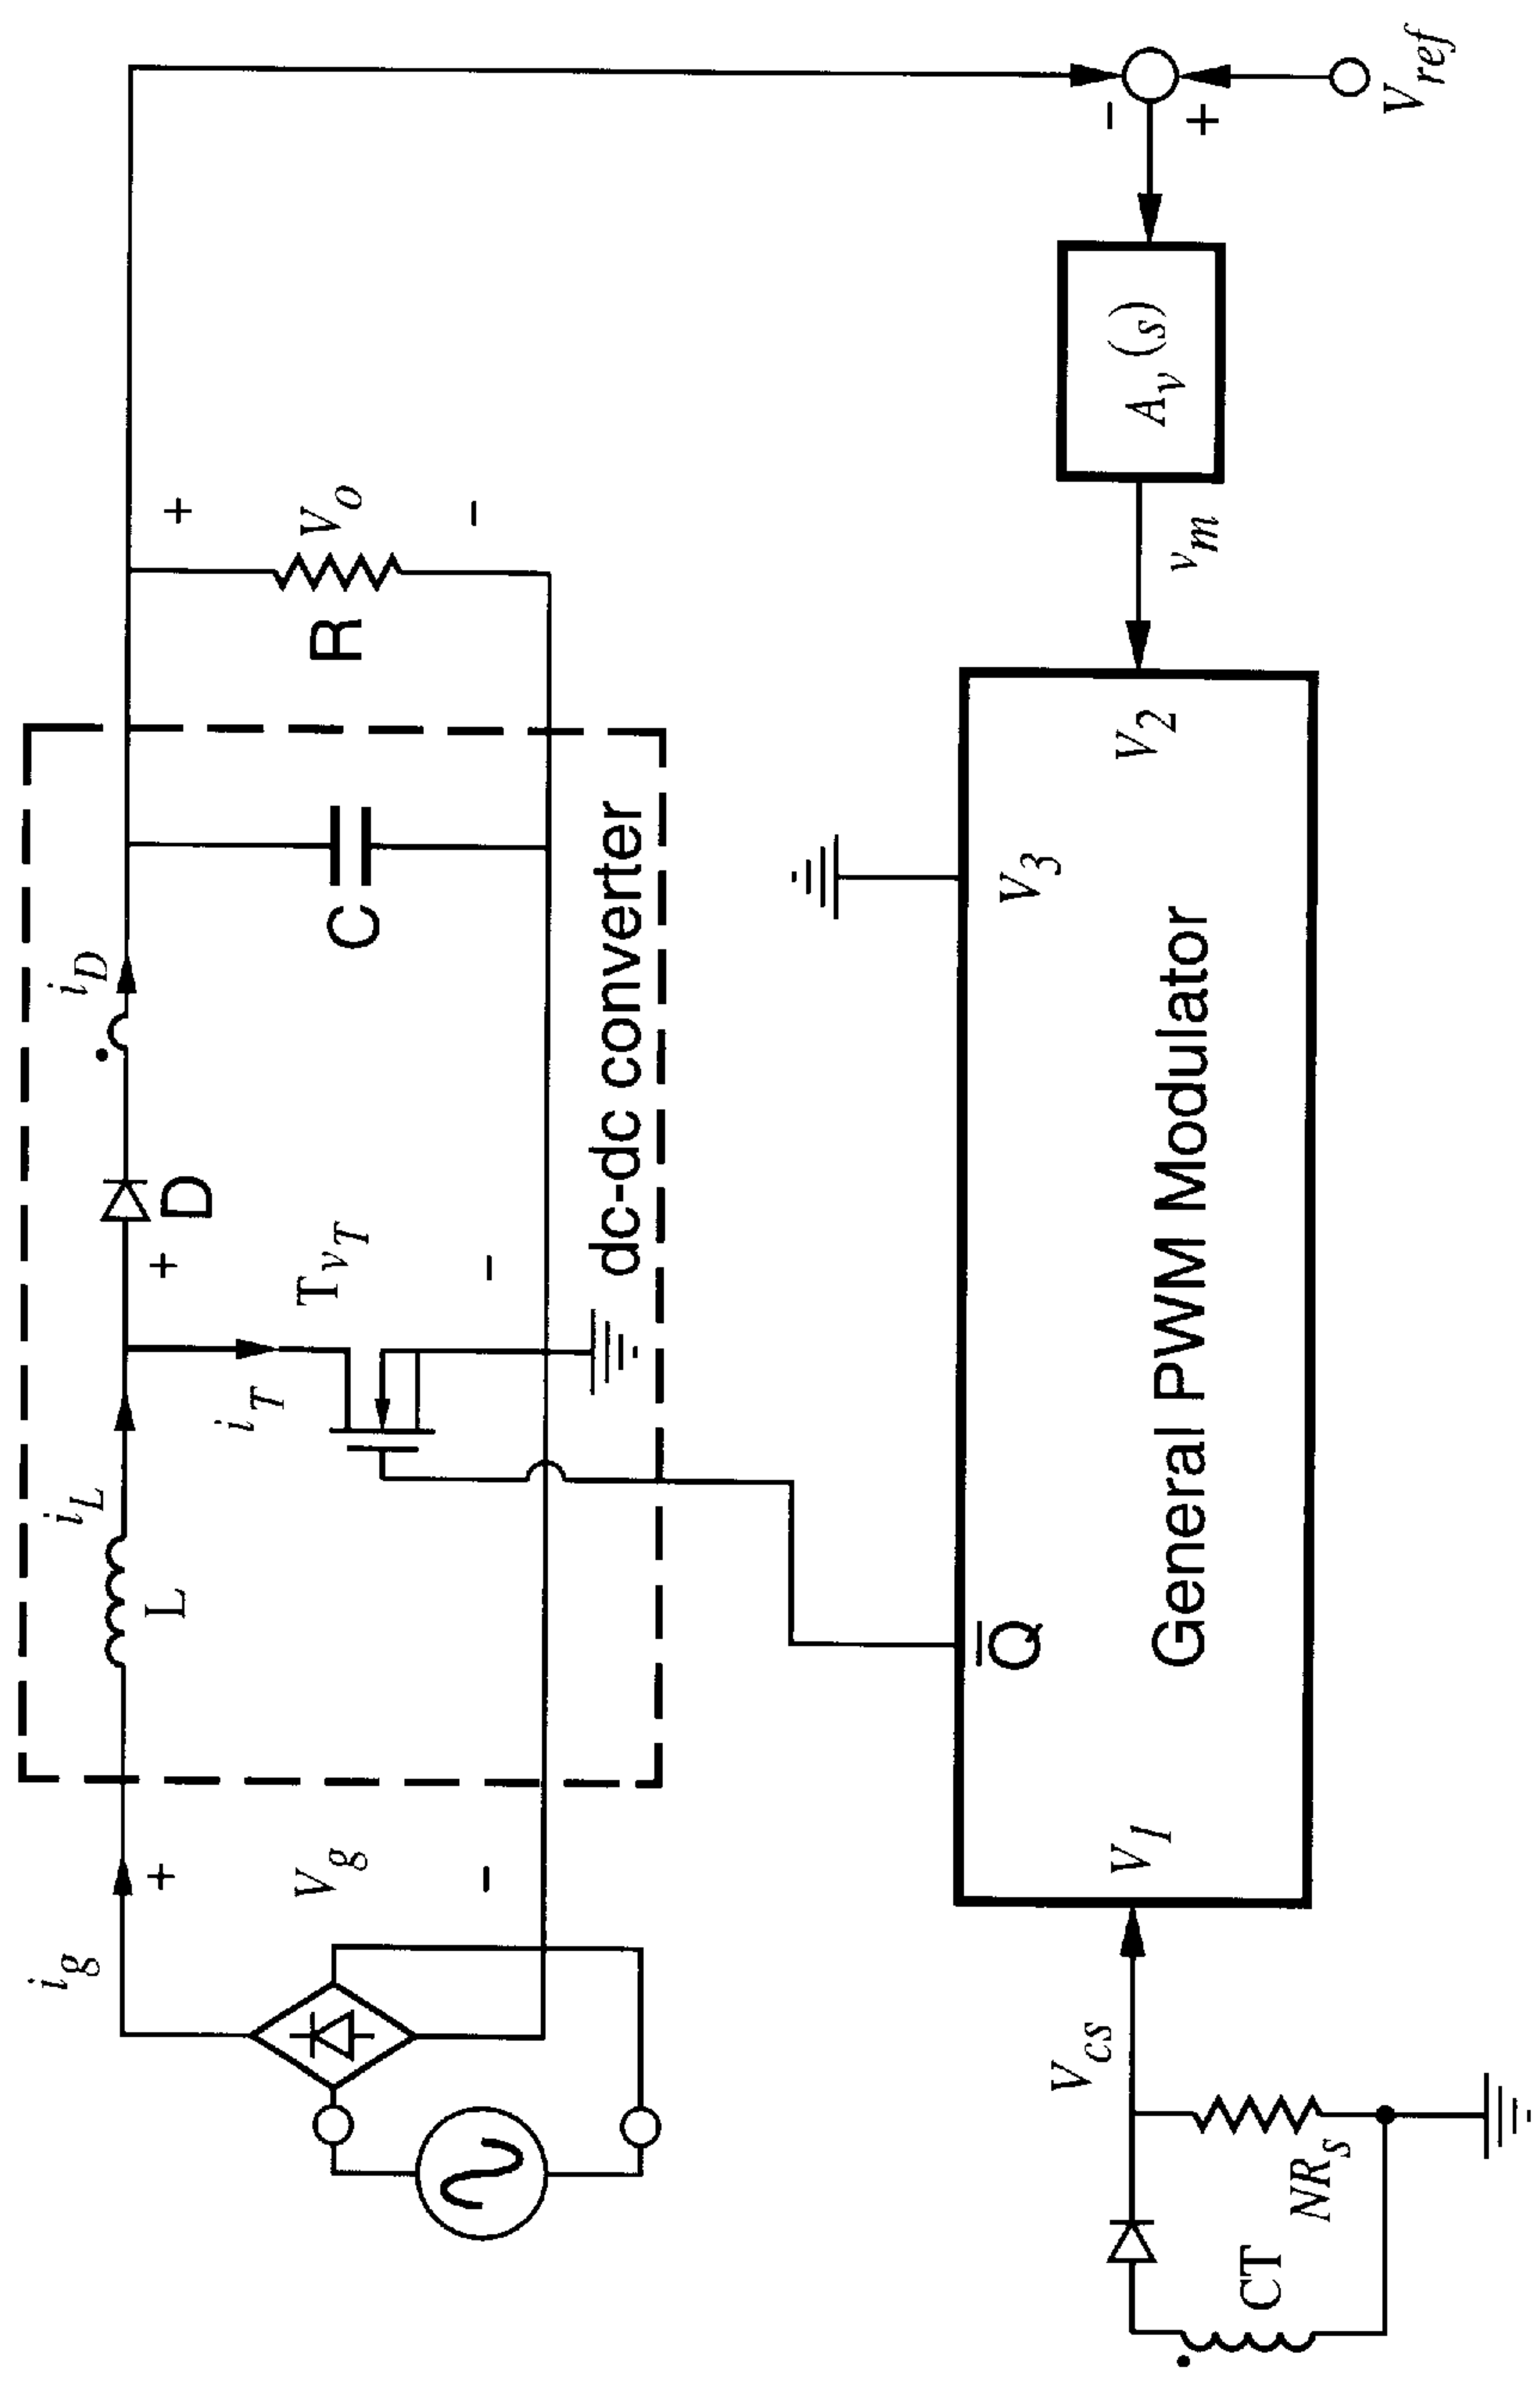 i_g
+
V_g
-
i_L
L
i_T
+
T v_T
-
D
i_D
C
dc-dc converter
R
+
V_o
-
Q̅
V_3
V_1
General PWM Modulator
V_2
CT
NR_s
V_cs
v_m
A_v(s)
-
+
V_ref